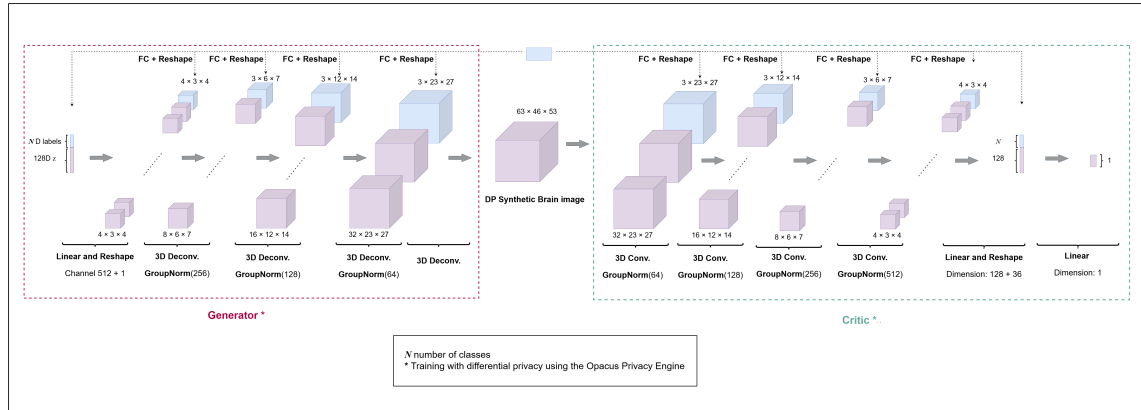 FC + Reshape FC + Reshape FC + Reshape FC + Reshape FC + Reshape FC + Reshape FC + Reshape FC + Reshape
4 × 3 × 4 3 × 6 × 7 3 × 12 × 14 3 × 23 × 27 3 × 23 × 27 3 × 12 × 14 3 × 6 × 7 4 × 3 × 4
63 × 46 × 53
N D labels N
128D z 128 1
DP Synthetic Brain image
4 × 3 × 4 8 × 6 × 7 16 × 12 × 14 32 × 23 × 27 32 × 23 × 27 16 × 12 × 14 8 × 6 × 7 4 × 3 × 4
Linear and Reshape 3D Deconv. 3D Deconv. 3D Deconv. 3D Deconv. 3D Conv. 3D Conv. 3D Conv. 3D Conv. Linear and Reshape Linear
Channel 512 + 1 GroupNorm(256) GroupNorm(128) GroupNorm(64) GroupNorm(64) GroupNorm(128) GroupNorm(256) GroupNorm(512) Dimension: 128 + 36 Dimension: 1
Generator * Critic *
N number of classes
* Training with differential privacy using the Opacus Privacy Engine